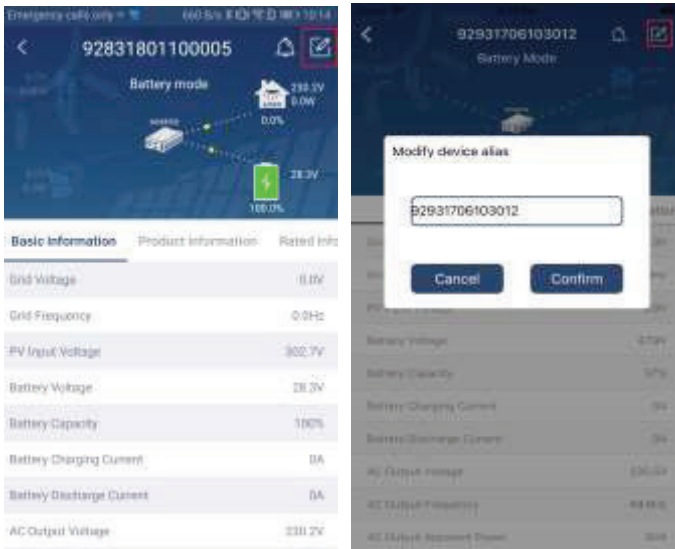 Emergency calls only
10:14
92831801100005
Battery mode
230.2V
0.0W
0.0%
28.3V
100.0%
Basic Information Product Information Rated Info
Grid Voltage 0.0V
Grid Frequency 0.0Hz
PV Input Voltage 302.7V
Battery Voltage 28.3V
Battery Capacity 100%
Battery Charging Current 0A
Battery Discharge Current 0A
AC Output Voltage 230.2V
92931706103012
Battery Mode
Modify device alias
92931706103012
Cancel Confirm
Battery Voltage
Battery Capacity
Battery Charging Current 0A
Battery Discharge Current 0A
AC Output Voltage
AC Output Frequency
AC Output Apparent Power